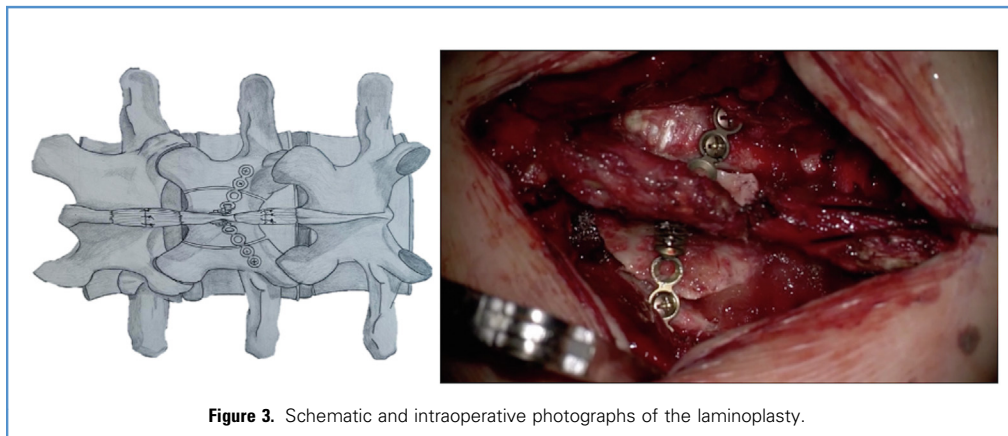 Figure 3. Schematic and intraoperative photographs of the laminoplasty.